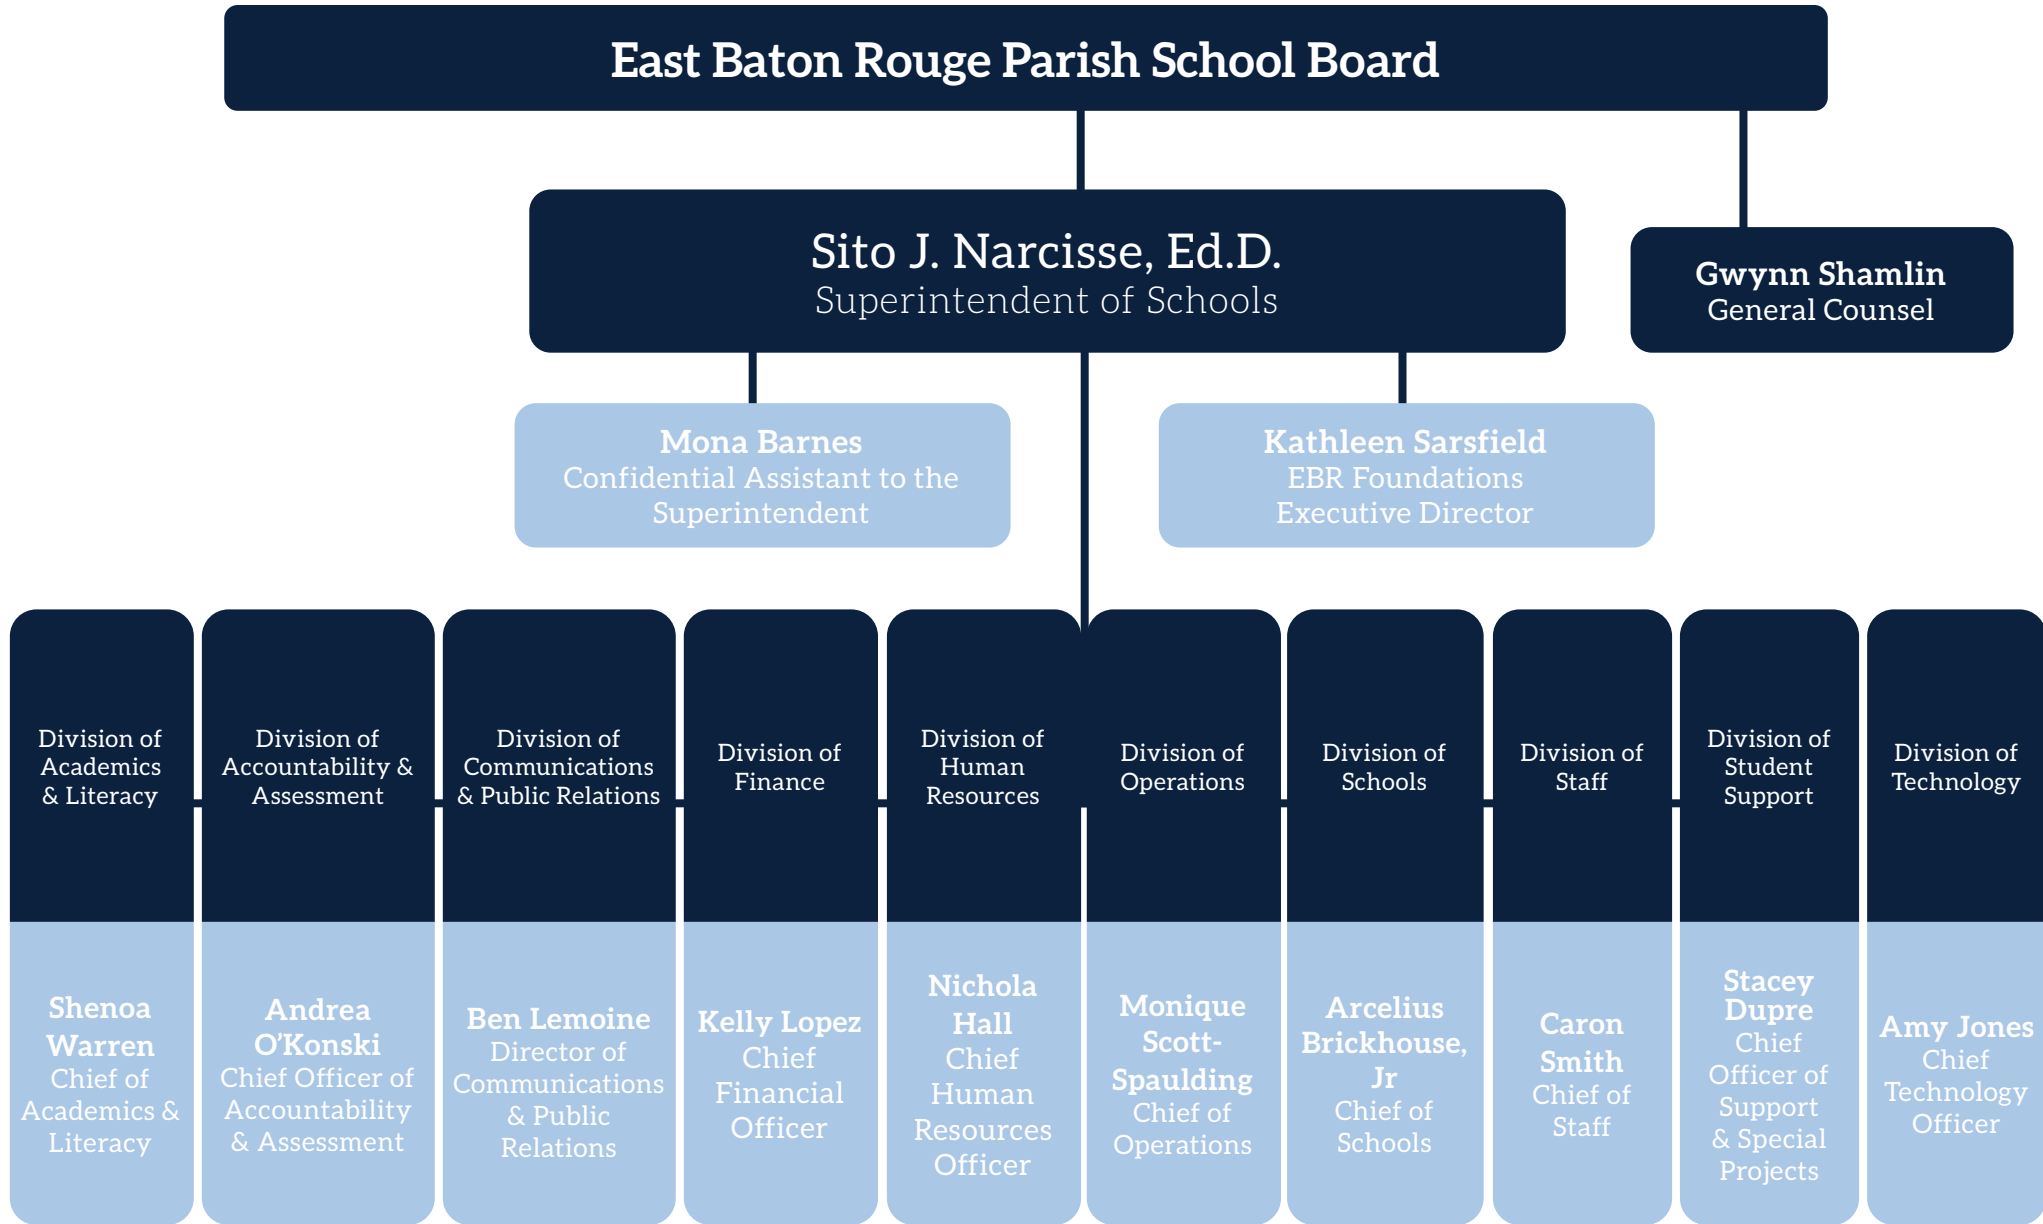 East Baton Rouge Parish School Board
Sito J. Narcisse, Ed.D.
Superintendent of Schools
Gwynn Shamlin
General Counsel
Mona Barnes
Confidential Assistant to the
Superintendent
Kathleen Sarsfield
EBR Foundations
Executive Director
Division of
Academics
& Literacy
Division of
Accountability &
Assessment
Division of
Communications
& Public Relations
Division of
Finance
Division of
Human
Resources
Division of
Operations
Division of
Schools
Division of
Staff
Division of
Student
Support
Division of
Technology
Shenoa
Warren
Chief of
Academics &
Literacy
Andrea
O’Konski
Chief Officer of
Accountability
& Assessment
Ben Lemoine
Director of
Communications
& Public
Relations
Kelly Lopez
Chief
Financial
Officer
Nichola
Hall
Chief
Human
Resources
Officer
Monique
Scott-
Spaulding
Chief of
Operations
Arcelius
Brickhouse,
Jr
Chief of
Schools
Caron
Smith
Chief of
Staff
Stacey
Dupre
Chief
Officer of
Support
& Special
Projects
Amy Jones
Chief
Technology
Officer